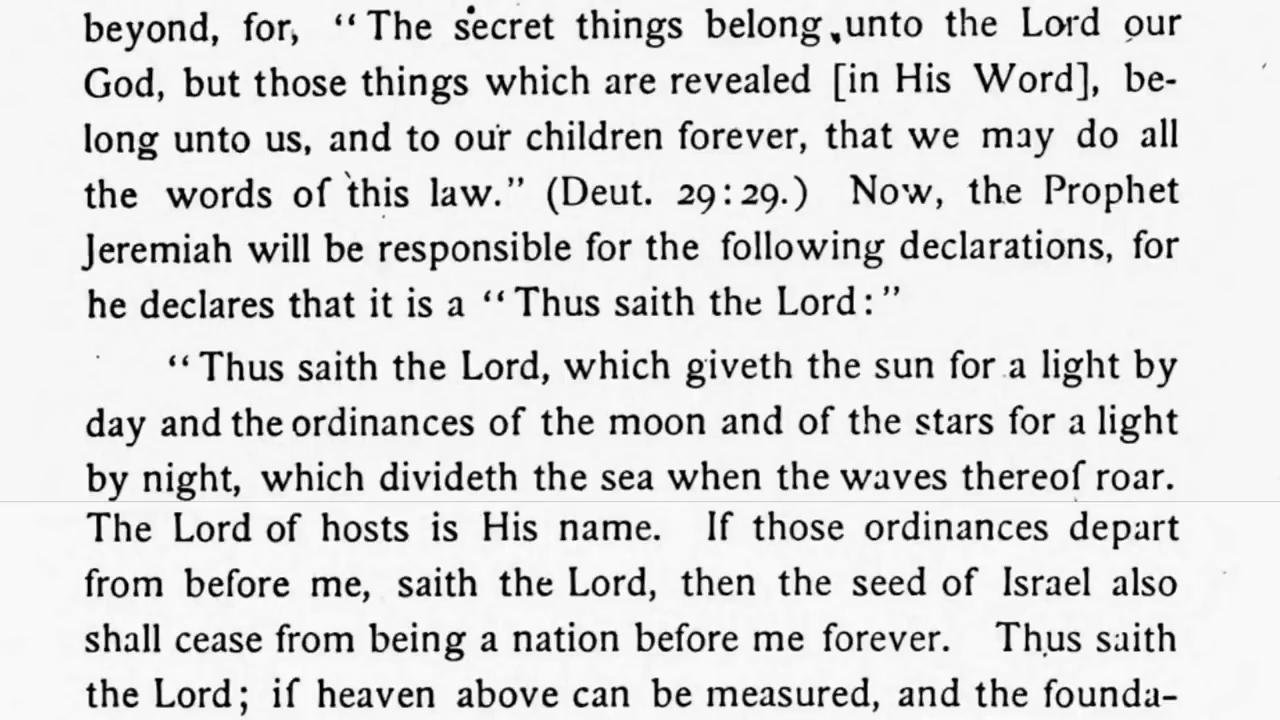 beyond, for, “The secret things belong unto the Lord our
God, but those things which are revealed [in His Word], be-
long unto us, and to our children forever, that we may do all
the words of this law.” (Deut. 29:29.) Now, the Prophet
Jeremiah will be responsible for the following declarations, for
he declares that it is a “Thus saith the Lord:”
“Thus saith the Lord, which giveth the sun for a light by
day and the ordinances of the moon and of the stars for a light
by night, which divideth the sea when the waves thereof roar.
The Lord of hosts is His name. If those ordinances depart
from before me, saith the Lord, then the seed of Israel also
shall cease from being a nation before me forever. Thus saith
the Lord; if heaven above can be measured, and the founda-